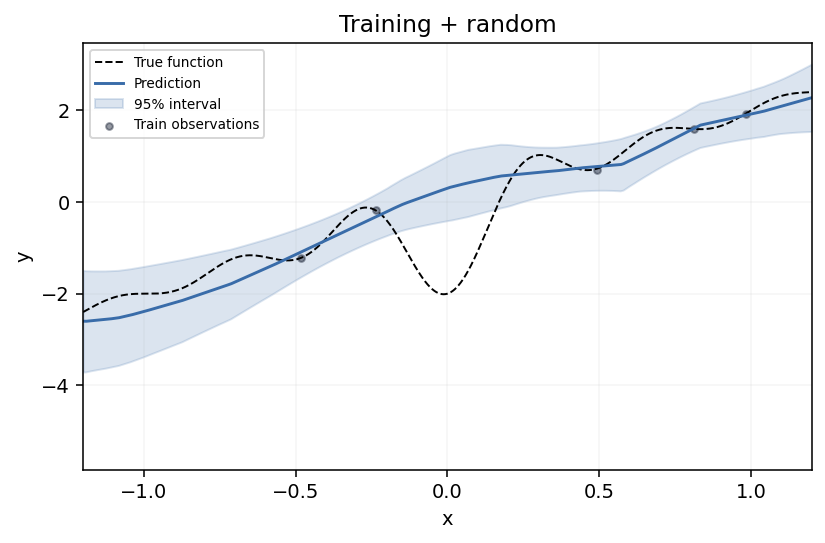 Training + random
True function
Prediction
95% interval
Train observations
y
2
0
−2
−4
−1.0
−0.5
0.0
0.5
1.0
x